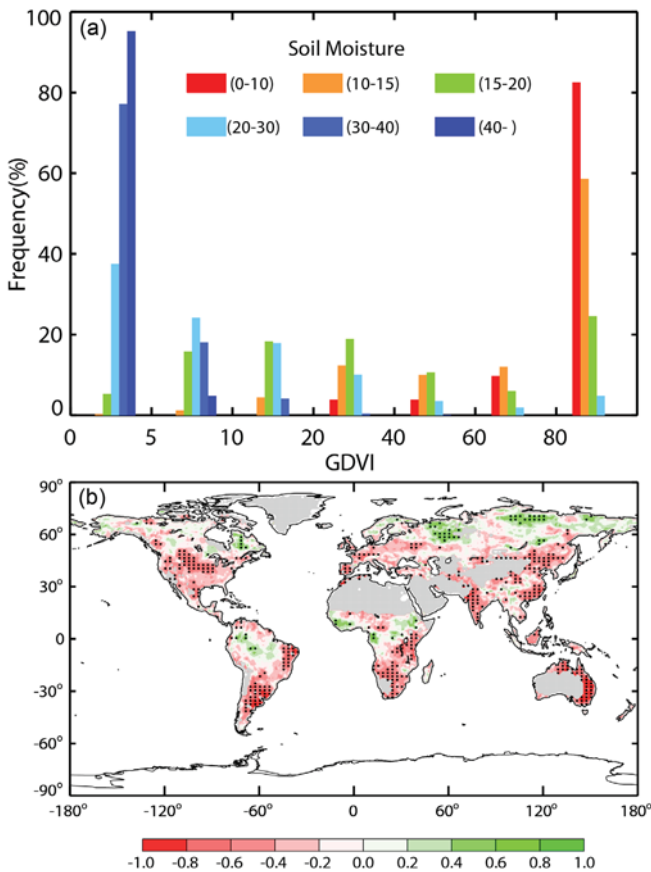 (a)
Soil Moisture
(0-10) (10-15) (15-20)
(20-30) (30-40) (40- )
Frequency(%)
100
80
60
40
20
0
0 5 10 20 40 60 80
GDVI
(b)
90°
60°
30°
0
-30°
-60°
-90°
-180° -120° -60° 0° 60° 120° 180°
-1.0 -0.8 -0.6 -0.4 -0.2 0.0 0.2 0.4 0.6 0.8 1.0